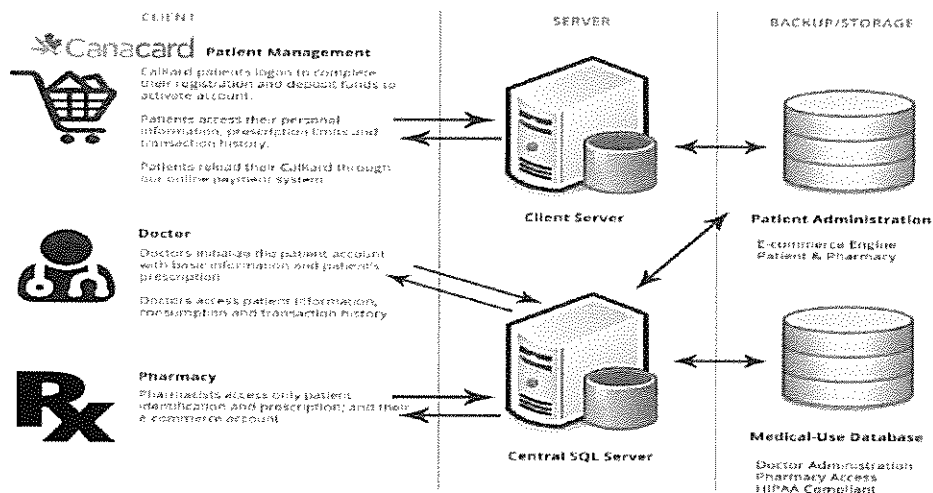 CLIENT
SERVER
BACKUP/STORAGE
Canacard Patient Management
CalKard patients logon to complete
their registration and deposit funds to
activate account.
Patients access their personal
information, prescription limits and
transaction history.
Patients reload their CalKard through
our online payment system
Client Server
Patient Administration
E-commerce Engine
Patient & Pharmacy
Doctor
Doctors initialize the patient account
with basic information and patient's
prescription
Doctors access patient information,
consumption and transaction history
Rx
Pharmacy
Pharmacists access only patient
identification and prescription; and their
e-commerce account
Central SQL Server
Medical-Use Database
Doctor Administration
Pharmacy Access
HIPAA Compliant